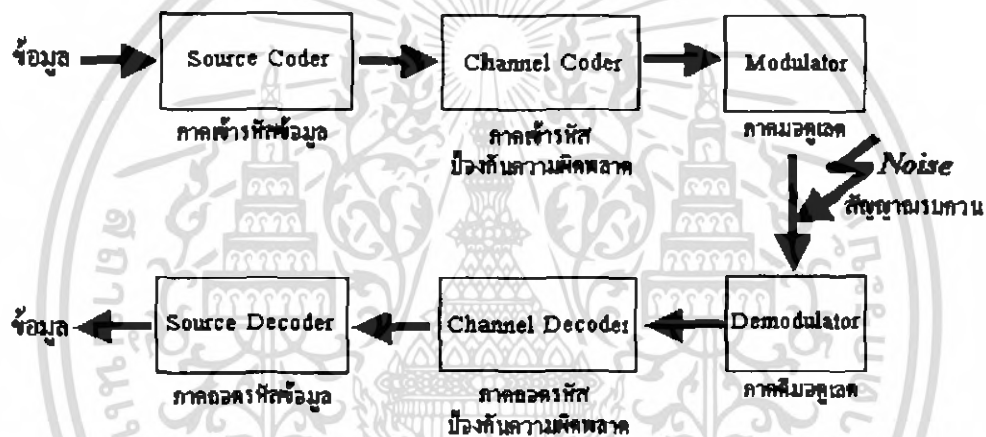 ข้อมูล
Source Coder
Channel Coder
Modulator
ภาคเข้ารหัสข้อมูล
ภาคเข้ารหัส
ป้องกันความผิดพลาด
ภาคมอดูเลต
Noise
สัญญาณรบกวน
ข้อมูล
Source Decoder
Channel Decoder
Demodulator
ภาคถอดรหัสข้อมูล
ภาคถอดรหัส
ป้องกันความผิดพลาด
ภาคดีมอดูเลต